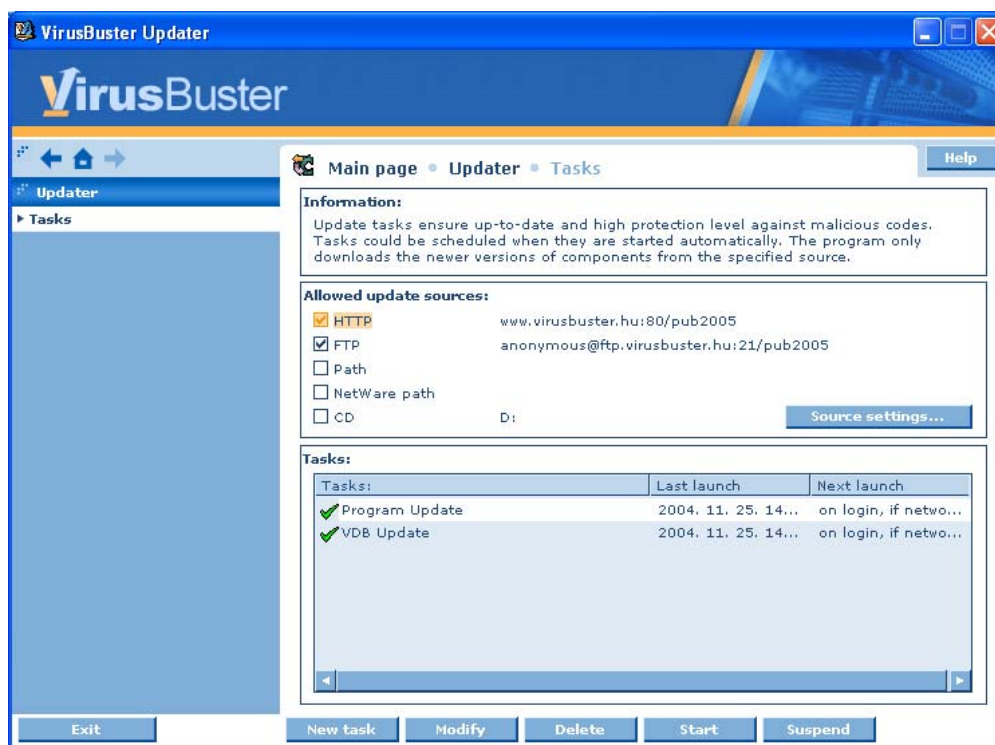 VirusBuster Updater
VirusBuster
Help
Main page • Updater • Tasks
Updater
Tasks
Information:
Update tasks ensure up-to-date and high protection level against malicious codes.
Tasks could be scheduled when they are started automatically. The program only
downloads the newer versions of components from the specified source.
Allowed update sources:
HTTP www.virusbuster.hu:80/pub2005
FTP anonymous@ftp.virusbuster.hu:21/pub2005
Path
NetWare path
CD D: Source settings...
Tasks:
Tasks: Last launch Next launch
Program Update 2004. 11. 25. 14... on login, if netwo...
VDB Update 2004. 11. 25. 14... on login, if netwo...
Exit New task Modify Delete Start Suspend